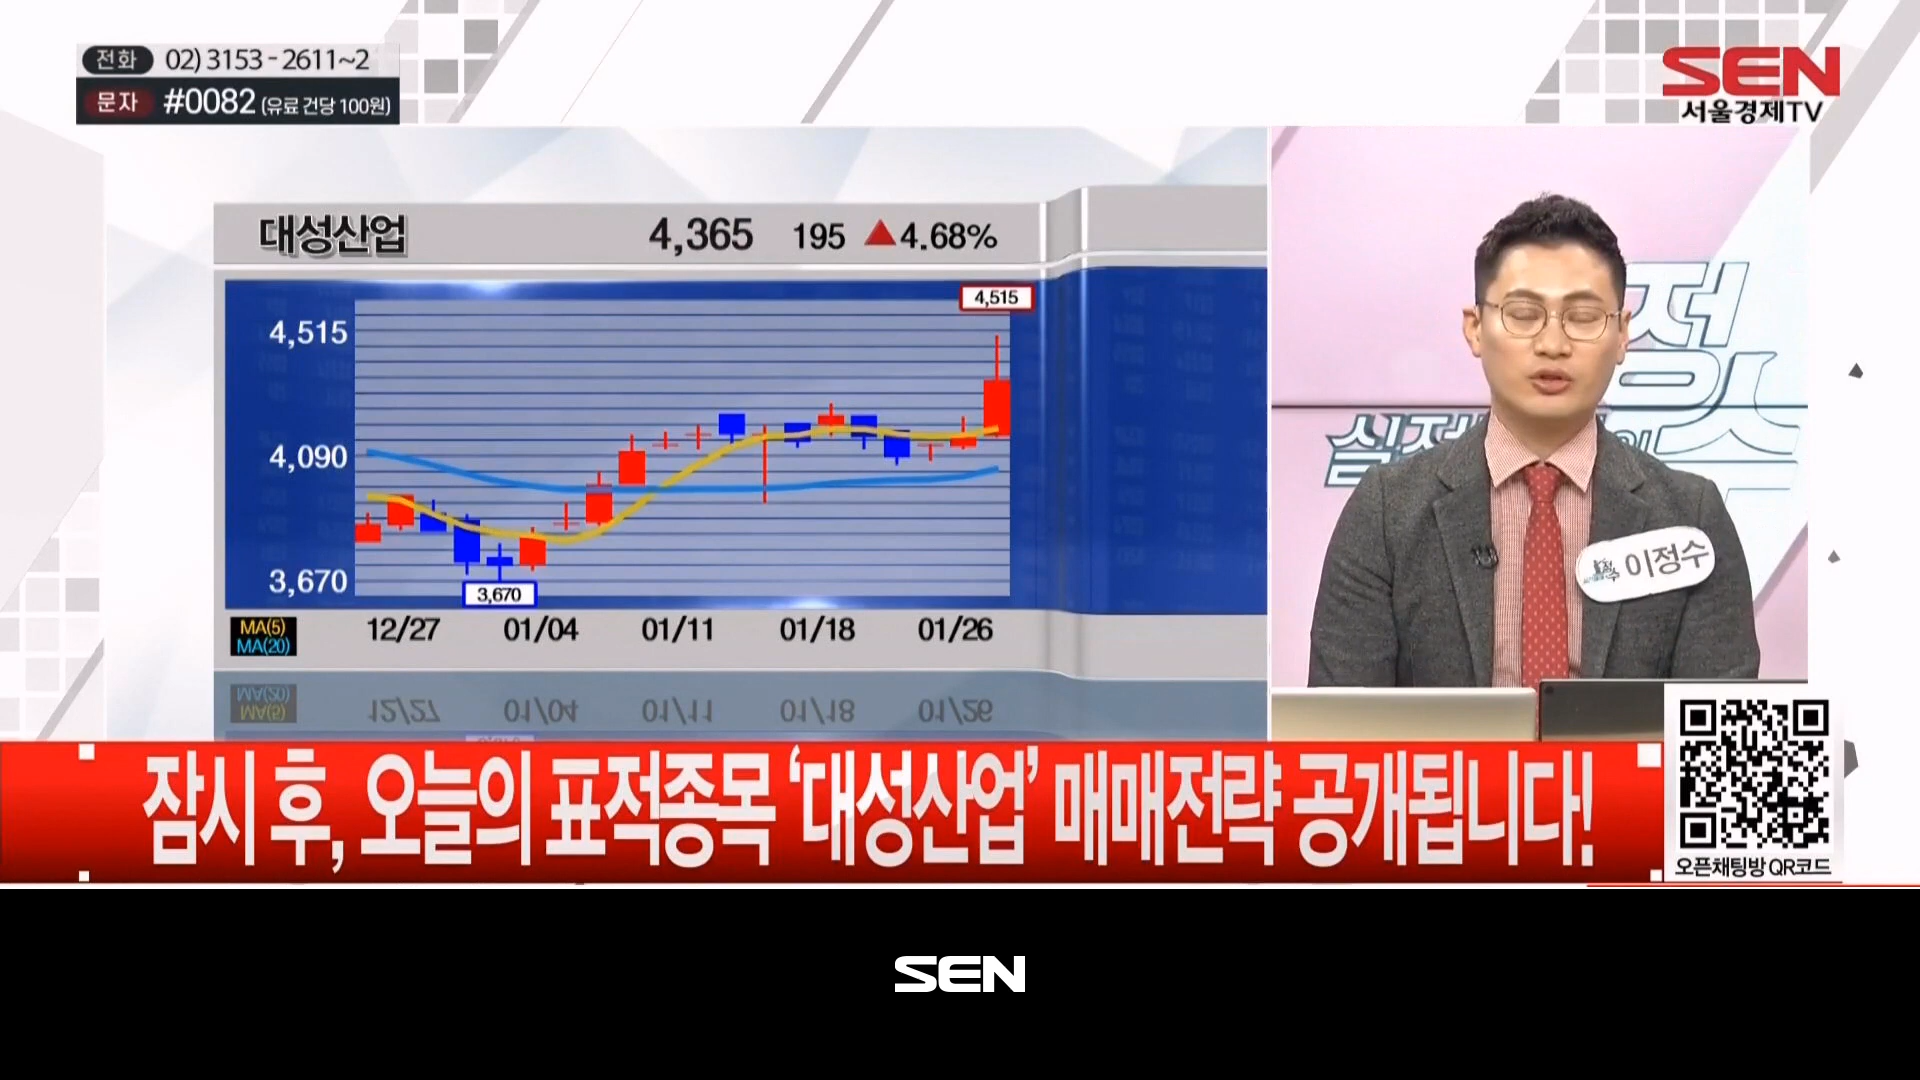 전화 02) 3153 - 2611~2
문자 #0082 (유료 건당 100원)
SEN
서울경제TV
대성산업 4,365 195 ▲4.68%
4,515
4,515
4,090
3,670
3,670
MA(5)
MA(20)
12/27 01/04 01/11 01/18 01/26
이정수
잠시 후, 오늘의 표적종목 ‘대성산업’ 매매전략 공개됩니다!
오픈채팅방 QR코드
SEN